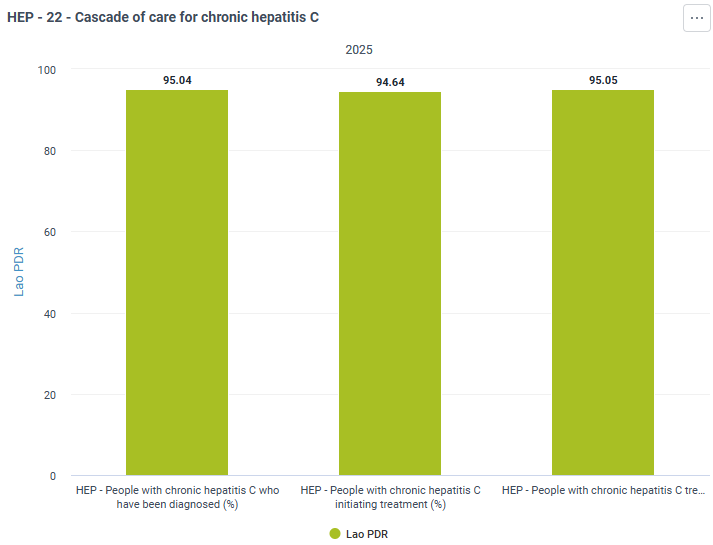 HEP - 22 - Cascade of care for chronic hepatitis C
2025
100
80
60
40
20
0
Lao PDR
95.04
94.64
95.05
HEP - People with chronic hepatitis C who
have been diagnosed (%)
HEP - People with chronic hepatitis C
initiating treatment (%)
HEP - People with chronic hepatitis C tre...
Lao PDR